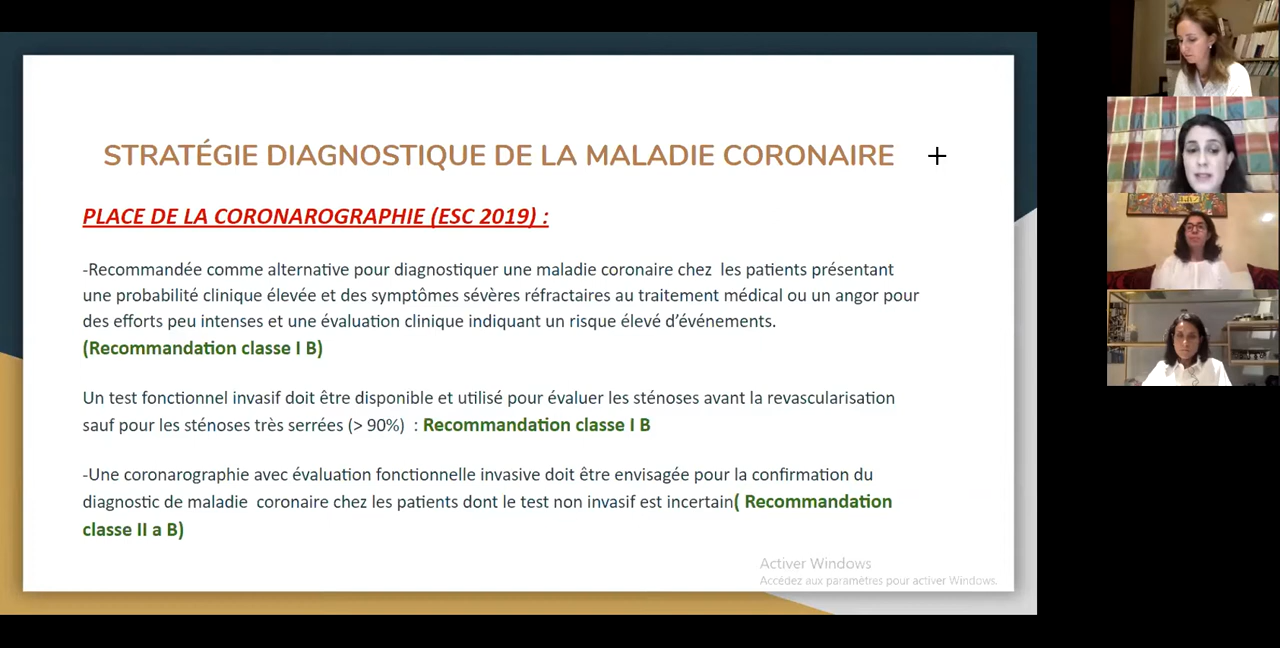 STRATÉGIE DIAGNOSTIQUE DE LA MALADIE CORONAIRE
PLACE DE LA CORONAROGRAPHIE (ESC 2019) :
-Recommandée comme alternative pour diagnostiquer une maladie coronaire chez  les patients présentant
une probabilité clinique élevée et des symptômes sévères réfractaires au traitement médical ou un angor pour
des efforts peu intenses et une évaluation clinique indiquant un risque élevé d'événements.
(Recommandation classe I B)
Un test fonctionnel invasif doit être disponible et utilisé pour évaluer les sténoses avant la revascularisation
sauf pour les sténoses très serrées (> 90%)  : Recommandation classe I B
-Une coronarographie avec évaluation fonctionnelle invasive doit être envisagée pour la confirmation du
diagnostic de maladie  coronaire chez les patients dont le test non invasif est incertain( Recommandation
classe II a B)
Activer Windows
Accédez aux paramètres pour activer Windows.